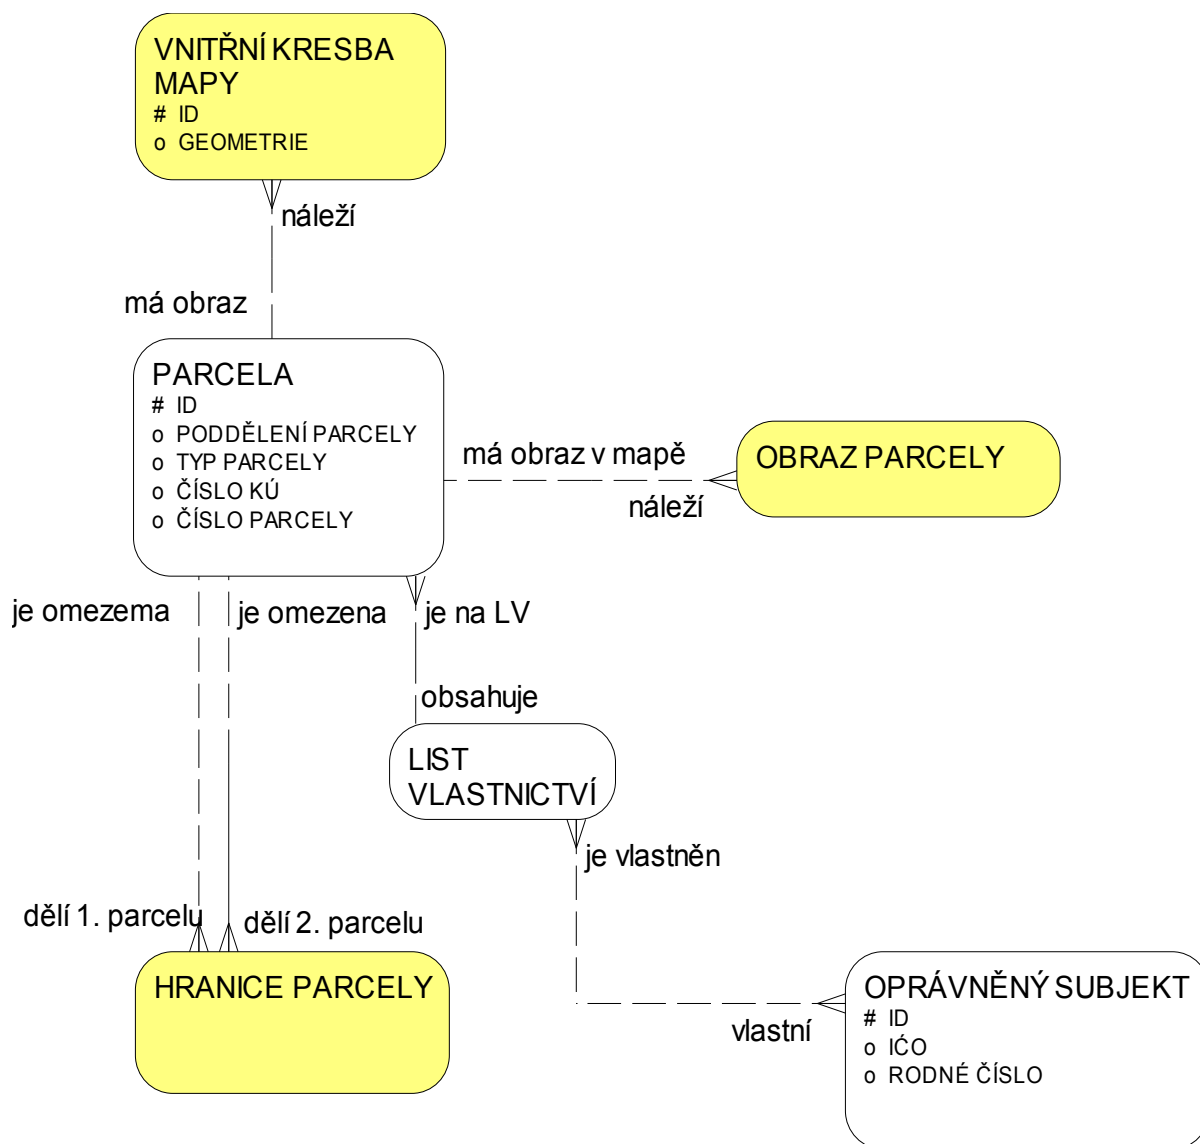 VNITŘNÍ KRESBA
MAPY
# ID
o GEOMETRIE
náleží
má obraz
PARCELA
# ID
o PODDĚLENÍ PARCELY
o TYP PARCELY
o ČÍSLO KÚ
o ČÍSLO PARCELY
má obraz v mapě
náleží
OBRAZ PARCELY
je omezema
je omezena
je na LV
obsahuje
LIST
VLASTNICTVÍ
je vlastněn
dělí 1. parcelu
dělí 2. parcelu
HRANICE PARCELY
vlastní
OPRÁVNĚNÝ SUBJEKT
# ID
o IĆO
o RODNÉ ČÍSLO